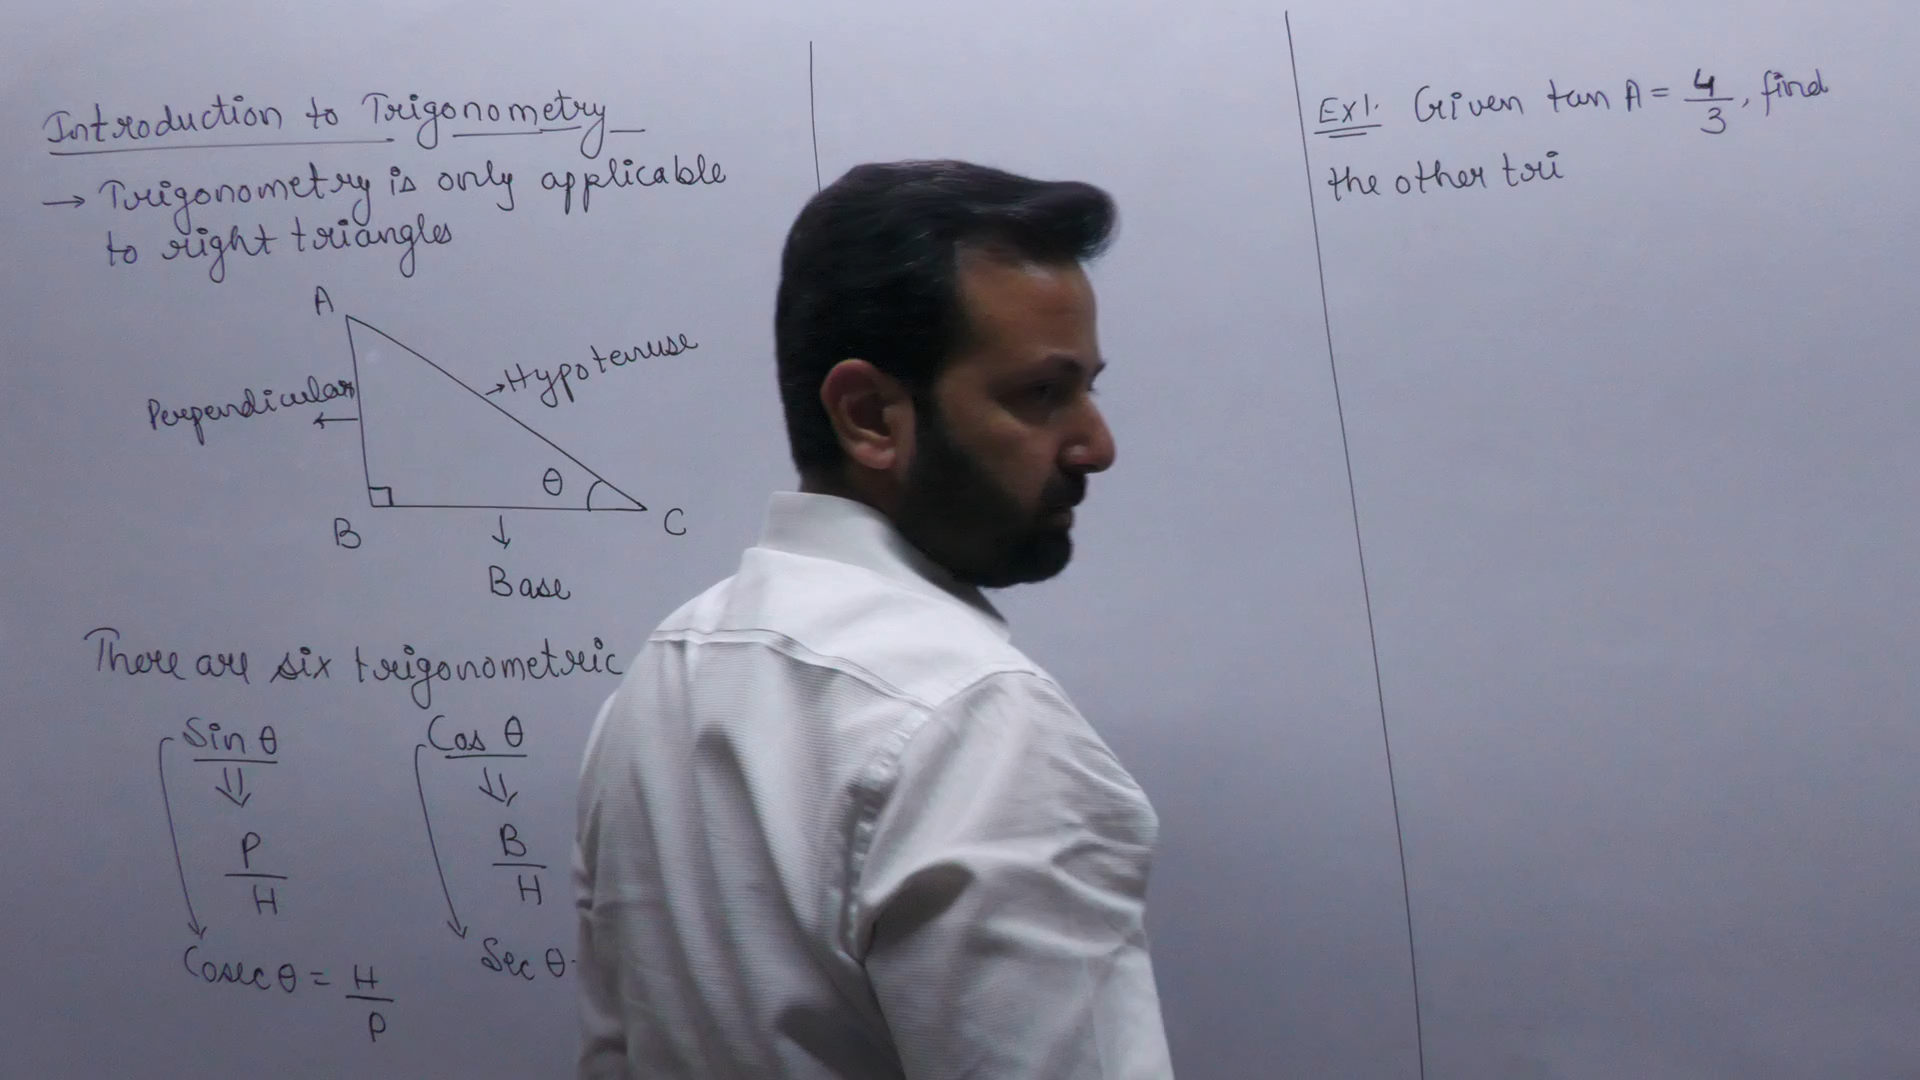 Introduction to Trigonometry
→ Trigonometry is only applicable
to right triangles
A
Perpendicular
→Hypotenuse
θ
B
C
Base
There are six trigonometric
Sin θ
P
H
Cosec θ = H
P
Cos θ
B
H
Sec θ
Ex1. Given tan A = 4/3, find
the other tri